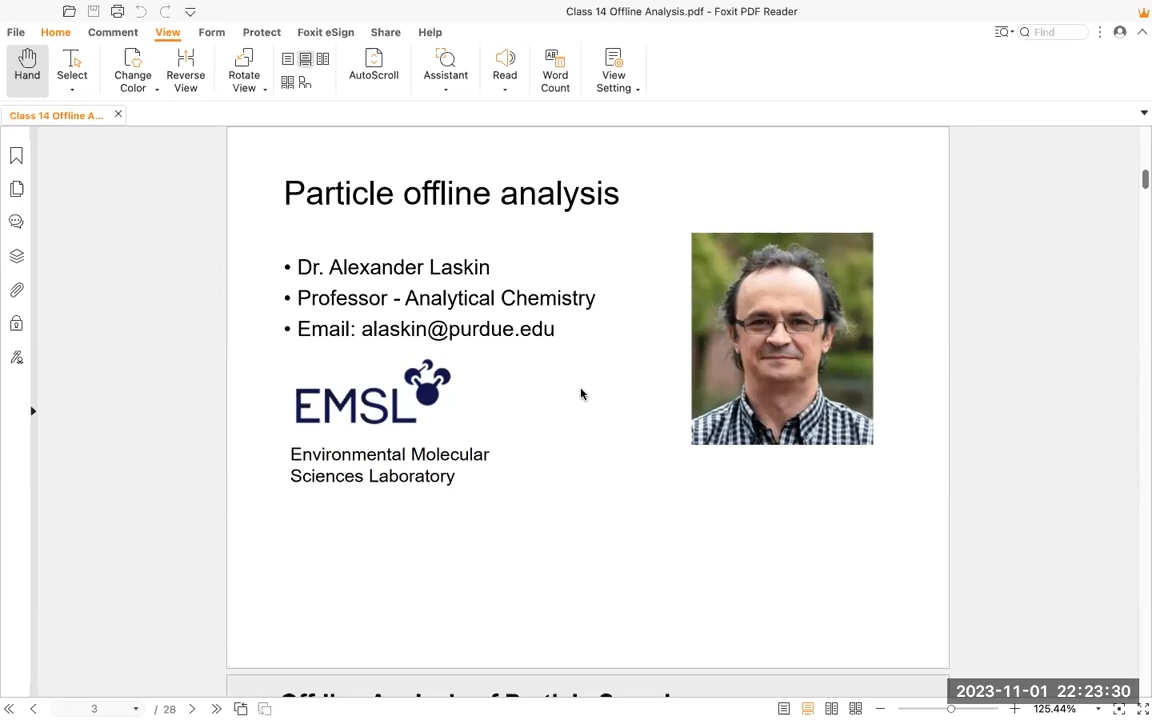 Class 14 Offline Analysis.pdf - Foxit PDF Reader
File Home Comment View Form Protect Foxit eSign Share Help
Find
Hand
Select
Change
Color
Reverse
View
Rotate
View
AutoScroll
Assistant
Read
Word
Count
View
Setting
Class 14 Offline A...
Particle offline analysis
• Dr. Alexander Laskin
• Professor - Analytical Chemistry
• Email: alaskin@purdue.edu
EMSL
Environmental Molecular
Sciences Laboratory
2023-11-01 22:23:30
3 / 28
125.44%